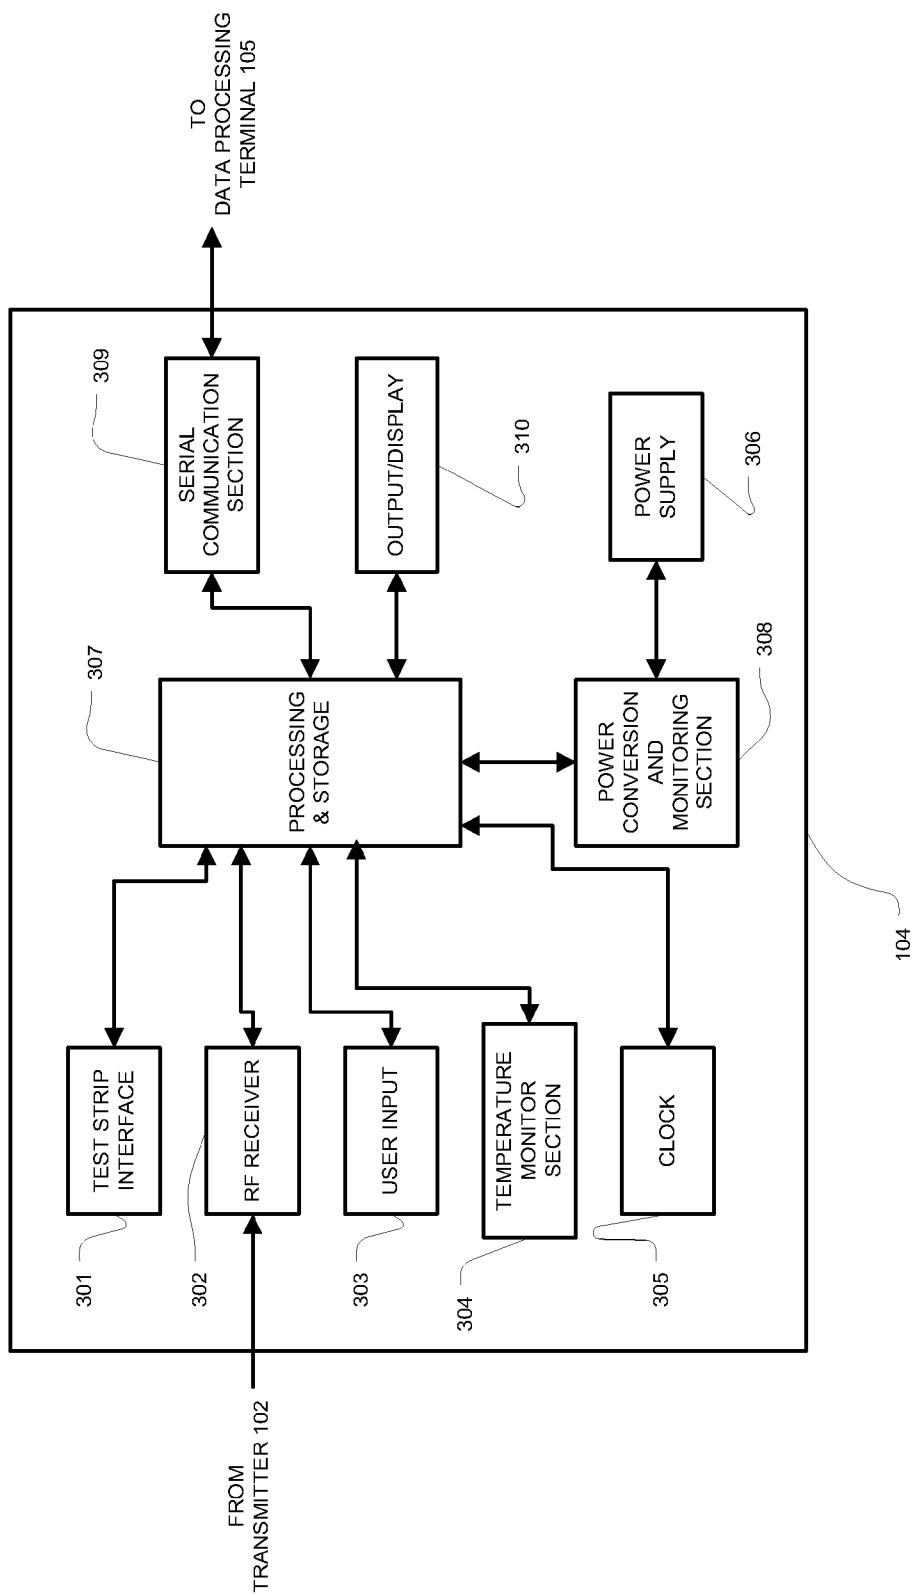 FROM
TRANSMITTER 102
301
TEST STRIP
INTERFACE
302
RF RECEIVER
303
USER INPUT
304
TEMPERATURE
MONITOR
SECTION
305
CLOCK
307
PROCESSING
& STORAGE
308
POWER
CONVERSION
AND
MONITORING
SECTION
309
SERIAL
COMMUNICATION
SECTION
310
OUTPUT/DISPLAY
306
POWER
SUPPLY
104
TO
DATA PROCESSING
TERMINAL 105